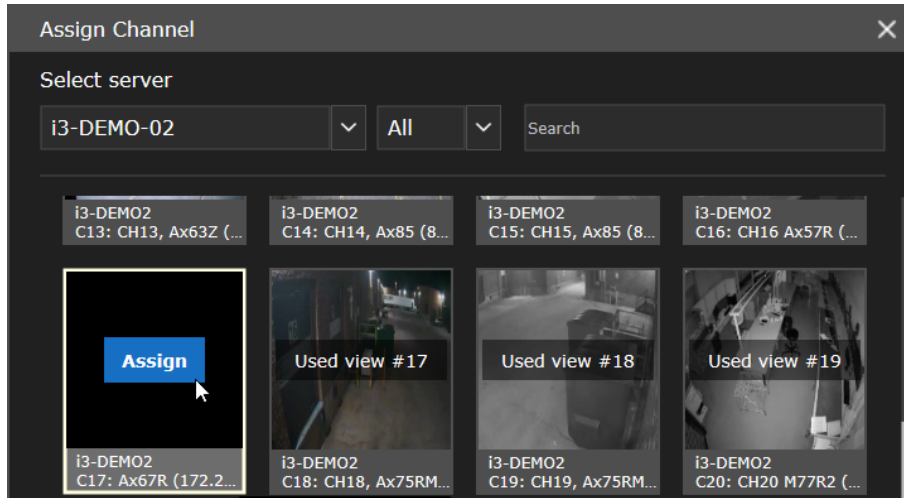 Assign Channel
Select server
i3-DEMO-02
All
Search
i3-DEMO2
C13: CH13, Ax63Z (...
i3-DEMO2
C14: CH14, Ax85 (8...
i3-DEMO2
C15: CH15, Ax85 (8...
i3-DEMO2
C16: CH16 Ax57R (...
Assign
i3-DEMO2
C17: Ax67R (172.2...
Used view #17
i3-DEMO2
C18: CH18, Ax75RM...
Used view #18
i3-DEMO2
C19: CH19, Ax75RM...
Used view #19
i3-DEMO2
C20: CH20 M77R2 (...